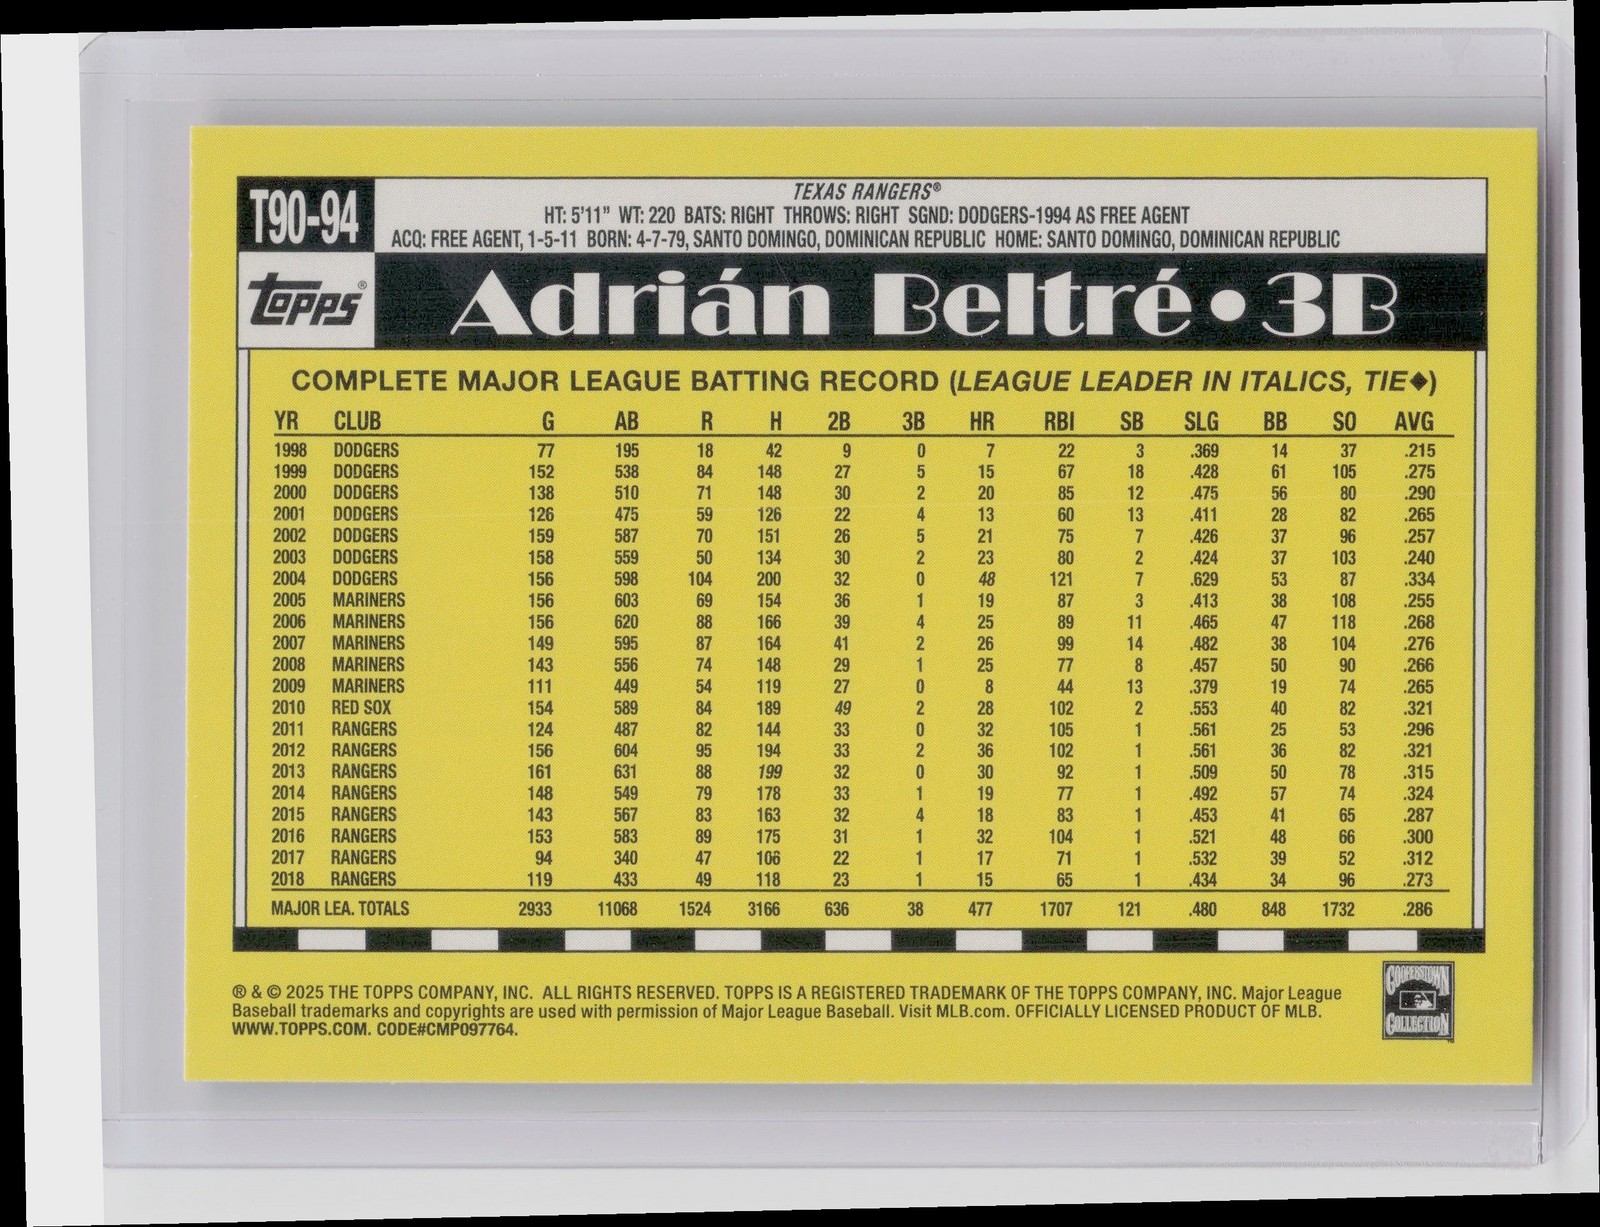 T90-94
TEXAS RANGERS®
HT: 5'11" WT: 220 BATS: RIGHT THROWS: RIGHT SGND: DODGERS-1994 AS FREE AGENT
ACQ: FREE AGENT, 1-5-11 BORN: 4-7-79, SANTO DOMINGO, DOMINICAN REPUBLIC HOME: SANTO DOMINGO, DOMINICAN REPUBLIC
topps®
Adrián Beltré • 3B
COMPLETE MAJOR LEAGUE BATTING RECORD (LEAGUE LEADER IN ITALICS, TIE◆)
YR CLUB G AB R H 2B 3B HR RBI SB SLG BB SO AVG
1998 DODGERS 77 195 18 42 9 0 7 22 3 .369 14 37 .215
1999 DODGERS 152 538 84 148 27 5 15 67 18 .428 61 105 .275
2000 DODGERS 138 510 71 148 30 2 20 85 12 .475 56 80 .290
2001 DODGERS 126 475 59 126 22 4 13 60 13 .411 28 82 .265
2002 DODGERS 159 587 70 151 26 5 21 75 7 .426 37 96 .257
2003 DODGERS 158 559 50 134 30 2 23 80 2 .424 37 103 .240
2004 DODGERS 156 598 104 200 32 0 48 121 7 .629 53 87 .334
2005 MARINERS 156 603 69 154 36 1 19 87 3 .413 38 108 .255
2006 MARINERS 156 620 88 166 39 4 25 89 11 .465 47 118 .268
2007 MARINERS 149 595 87 164 41 2 26 99 14 .482 38 104 .276
2008 MARINERS 143 556 74 148 29 1 25 77 8 .457 50 90 .266
2009 MARINERS 111 449 54 119 27 0 8 44 13 .379 19 74 .265
2010 RED SOX 154 589 84 189 49 2 28 102 2 .553 40 82 .321
2011 RANGERS 124 487 82 144 33 0 32 105 1 .561 25 53 .296
2012 RANGERS 156 604 95 194 33 2 36 102 1 .561 36 82 .321
2013 RANGERS 161 631 88 199 32 0 30 92 1 .509 50 78 .315
2014 RANGERS 148 549 79 178 33 1 19 77 1 .492 57 74 .324
2015 RANGERS 143 567 83 163 32 4 18 83 1 .453 41 65 .287
2016 RANGERS 153 583 89 175 31 1 32 104 1 .521 48 66 .300
2017 RANGERS 94 340 47 106 22 1 17 71 1 .532 39 52 .312
2018 RANGERS 119 433 49 118 23 1 15 65 1 .434 34 96 .273
MAJOR LEA. TOTALS 2933 11068 1524 3166 636 38 477 1707 121 .480 848 1732 .286
® & © 2025 THE TOPPS COMPANY, INC. ALL RIGHTS RESERVED. TOPPS IS A REGISTERED TRADEMARK OF THE TOPPS COMPANY, INC. Major League
Baseball trademarks and copyrights are used with permission of Major League Baseball. Visit MLB.com. OFFICIALLY LICENSED PRODUCT OF MLB.
WWW.TOPPS.COM. CODE#CMP097764.
COOPERSTOWN
COLLECTION